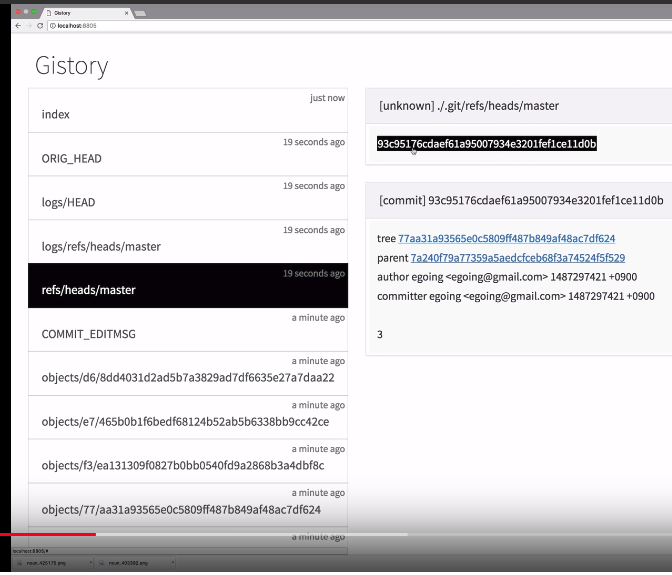 Gistory
localhost:8805
Gistory
just now
index
19 seconds ago
ORIG_HEAD
19 seconds ago
logs/HEAD
19 seconds ago
logs/refs/heads/master
19 seconds ago
refs/heads/master
a minute ago
COMMIT_EDITMSG
a minute ago
objects/d6/8dd4031d2ad5b7a3829ad7df6635e27a7daa22
a minute ago
objects/e7/465b0b1f6bedf68124b52ab5b6338bb9cc42ce
a minute ago
objects/f3/ea131309f0827b0bb0540fd9a2868b3a4dbf8c
a minute ago
objects/77/aa31a93565e0c5809ff487b849af48ac7df624
a minute ago
[unknown] ./.git/refs/heads/master
93c95176cdaef61a95007934e3201fef1ce11d0b
[commit] 93c95176cdaef61a95007934e3201fef1ce11d0b
tree 77aa31a93565e0c5809ff487b849af48ac7df624
parent 7a240f79a77359a5aedcfceb68f3a74524f5f529
author egoing <egoing@gmail.com> 1487297421 +0900
committer egoing <egoing@gmail.com> 1487297421 +0900
3
localhost:8805/#